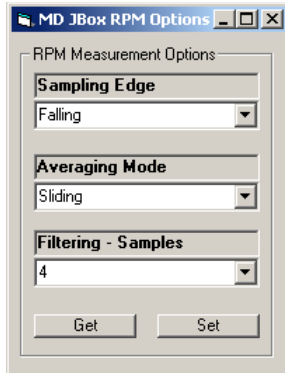 MD JBox RPM Options
RPM Measurement Options
Sampling Edge
Falling
Averaging Mode
Sliding
Filtering - Samples
4
Get Set